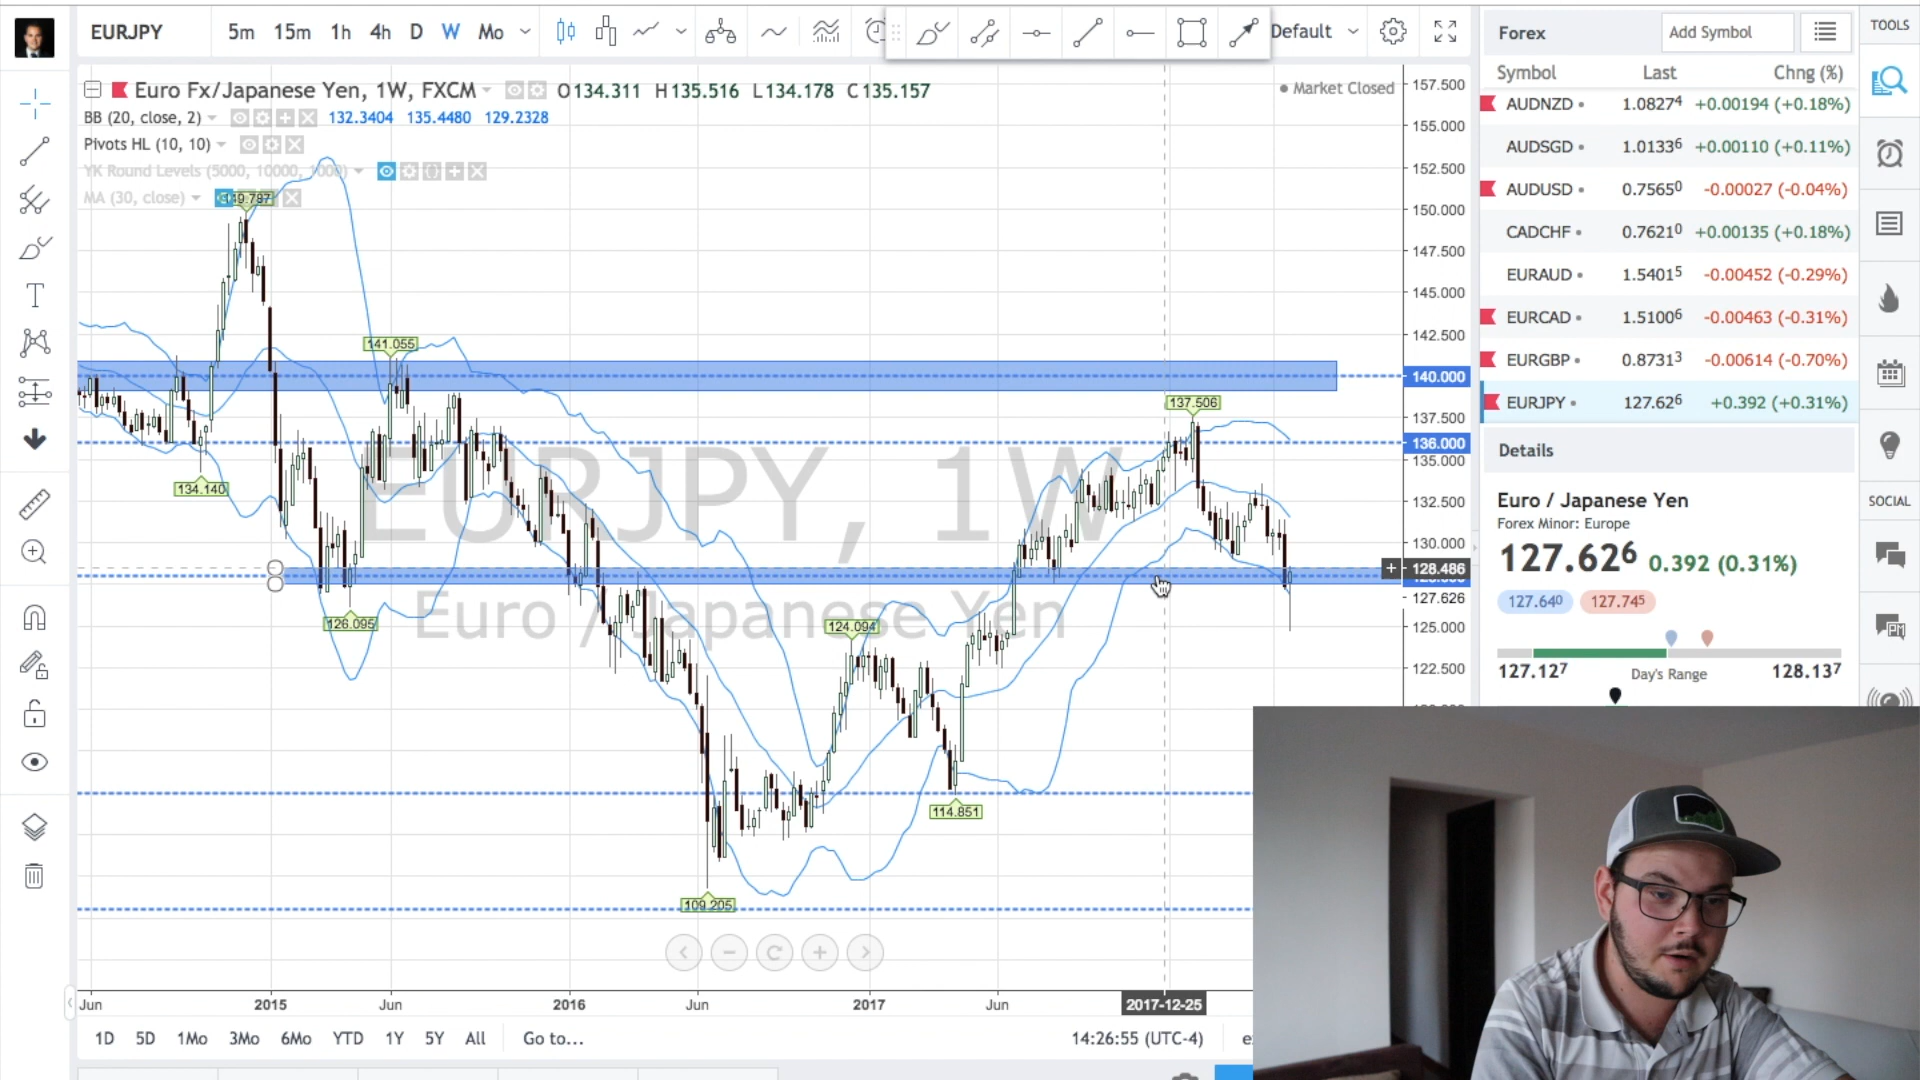 EURJPY 5m 15m 1h 4h D W Mo Default
Euro Fx/Japanese Yen, 1W, FXCM O134.311 H135.516 L134.178 C135.157
Market Closed
BB (20, close, 2) 132.3404 135.4480 129.2328
Pivots HL (10, 10)
YK Round Levels (5000, 10000, 1000)
MA (30, close)
149.787
141.055
134.140
126.095
137.506
124.094
114.851
109.205
EURJPY, 1W
Euro / Japanese Yen
157.500
155.000
152.500
150.000
147.500
145.000
142.500
140.000
137.500
136.000
135.000
132.500
130.000
128.486
127.626
125.000
122.500
Jun 2015 Jun 2016 Jun 2017 Jun 2017-12-25
1D 5D 1Mo 3Mo 6Mo YTD 1Y 5Y All Go to...
14:26:55 (UTC-4)
Forex Add Symbol
Symbol Last Chng (%)
AUDNZD 1.08274 +0.00194 (+0.18%)
AUDSGD 1.01336 +0.00110 (+0.11%)
AUDUSD 0.75650 -0.00027 (-0.04%)
CADCHF 0.76210 +0.00135 (+0.18%)
EURAUD 1.54015 -0.00452 (-0.29%)
EURCAD 1.51006 -0.00463 (-0.31%)
EURGBP 0.87313 -0.00614 (-0.70%)
EURJPY 127.626 +0.392 (+0.31%)
Details
Euro / Japanese Yen
Forex Minor: Europe
127.626 0.392 (0.31%)
127.640 127.745
127.127 Day's Range 128.137
TOOLS
SOCIAL
PM